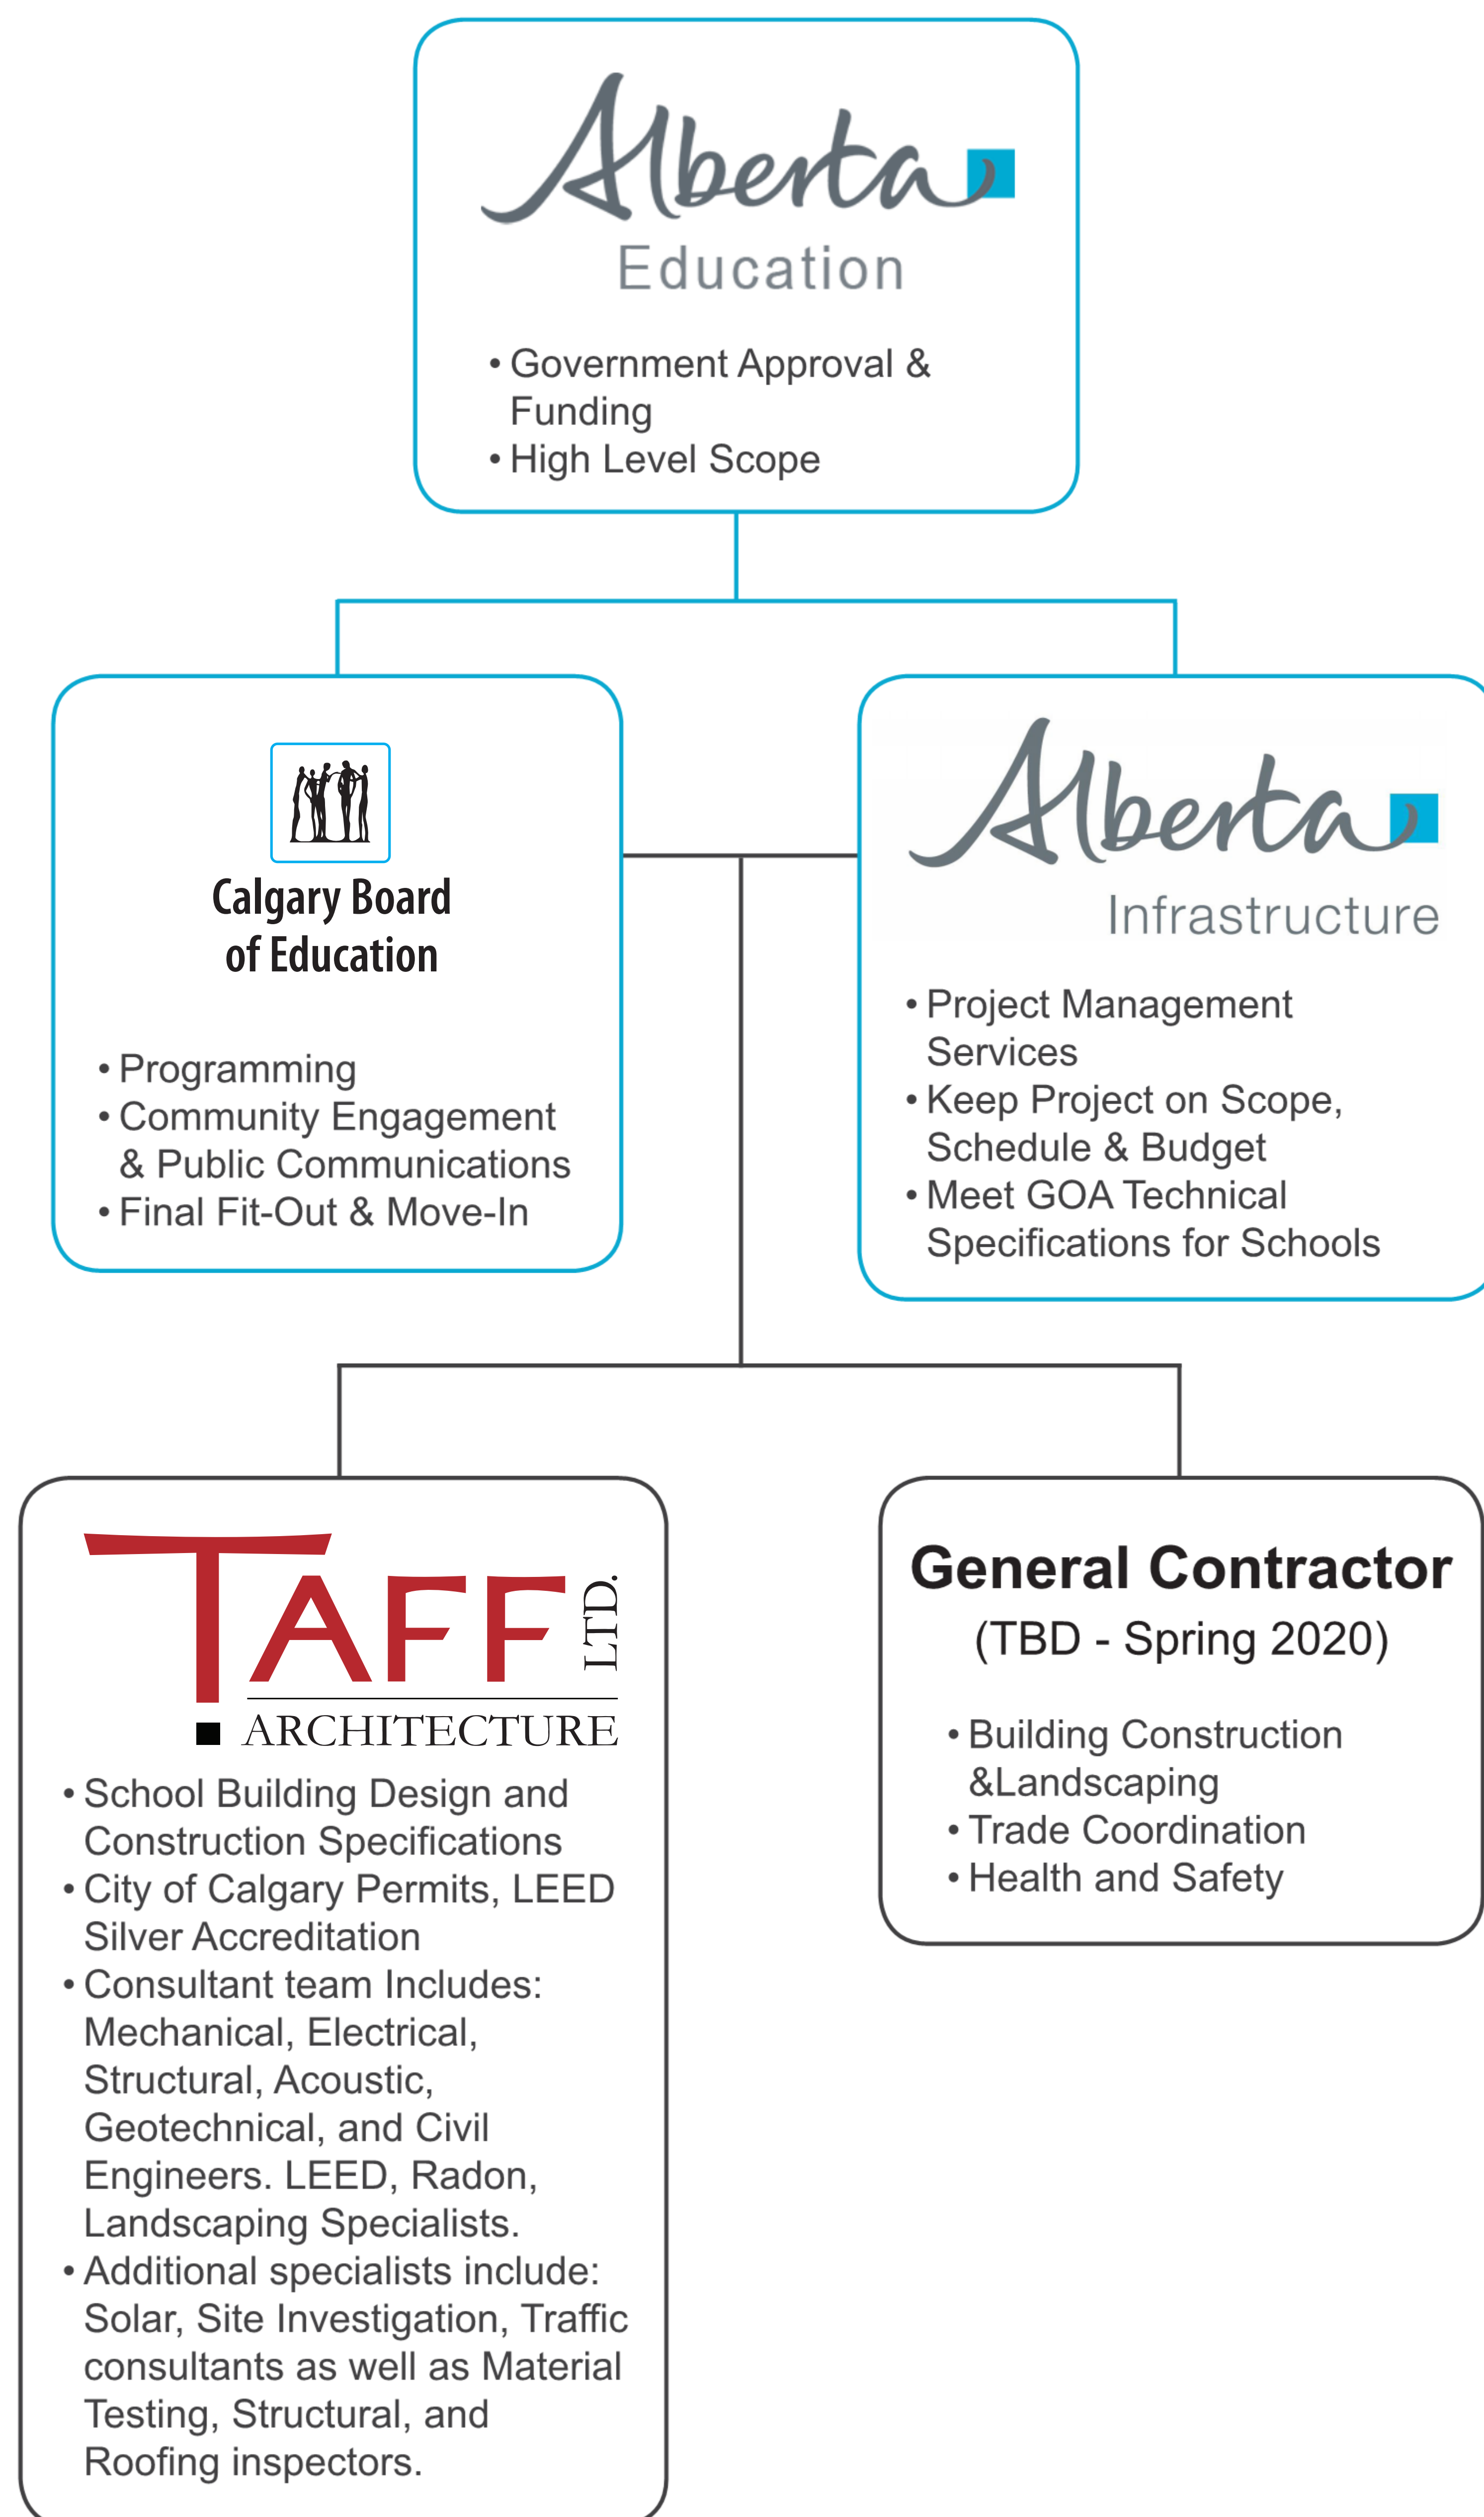 Alberta
Education
• Government Approval &
Funding
• High Level Scope
Calgary Board
of Education
• Programming
• Community Engagement
& Public Communications
• Final Fit-Out & Move-In
Alberta
Infrastructure
• Project Management
Services
• Keep Project on Scope,
Schedule & Budget
• Meet GOA Technical
Specifications for Schools
TAFF LTD.
ARCHITECTURE
• School Building Design and
Construction Specifications
• City of Calgary Permits, LEED
Silver Accreditation
• Consultant team Includes:
Mechanical, Electrical,
Structural, Acoustic,
Geotechnical, and Civil
Engineers. LEED, Radon,
Landscaping Specialists.
• Additional specialists include:
Solar, Site Investigation, Traffic
consultants as well as Material
Testing, Structural, and
Roofing inspectors.
General Contractor
(TBD - Spring 2020)
• Building Construction
&Landscaping
• Trade Coordination
• Health and Safety